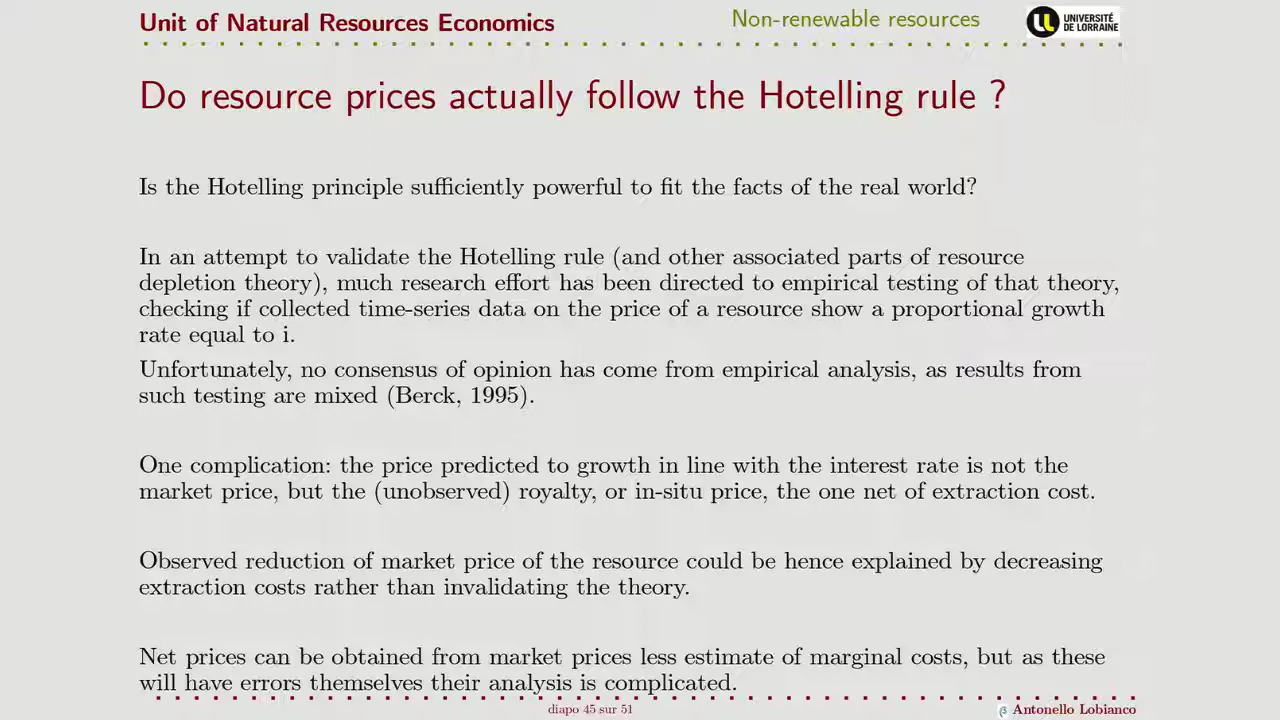 Unit of Natural Resources Economics
Non-renewable resources
UNIVERSITÉ
DE LORRAINE
Do resource prices actually follow the Hotelling rule ?
Is the Hotelling principle sufficiently powerful to fit the facts of the real world?
In an attempt to validate the Hotelling rule (and other associated parts of resource
depletion theory), much research effort has been directed to empirical testing of that theory,
checking if collected time-series data on the price of a resource show a proportional growth
rate equal to i.
Unfortunately, no consensus of opinion has come from empirical analysis, as results from
such testing are mixed (Berck, 1995).
One complication: the price predicted to growth in line with the interest rate is not the
market price, but the (unobserved) royalty, or in-situ price, the one net of extraction cost.
Observed reduction of market price of the resource could be hence explained by decreasing
extraction costs rather than invalidating the theory.
Net prices can be obtained from market prices less estimate of marginal costs, but as these
will have errors themselves their analysis is complicated.
diapo 45 sur 51
Antonello Lobianco